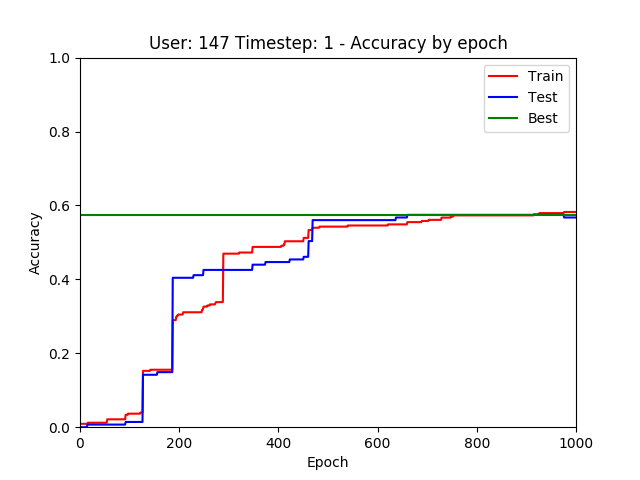 User: 147 Timestep: 1 - Accuracy by epoch
1.0
0.8
0.6
0.4
0.2
0.0
Accuracy
Train
Test
Best
0 200 400 600 800 1000
Epoch